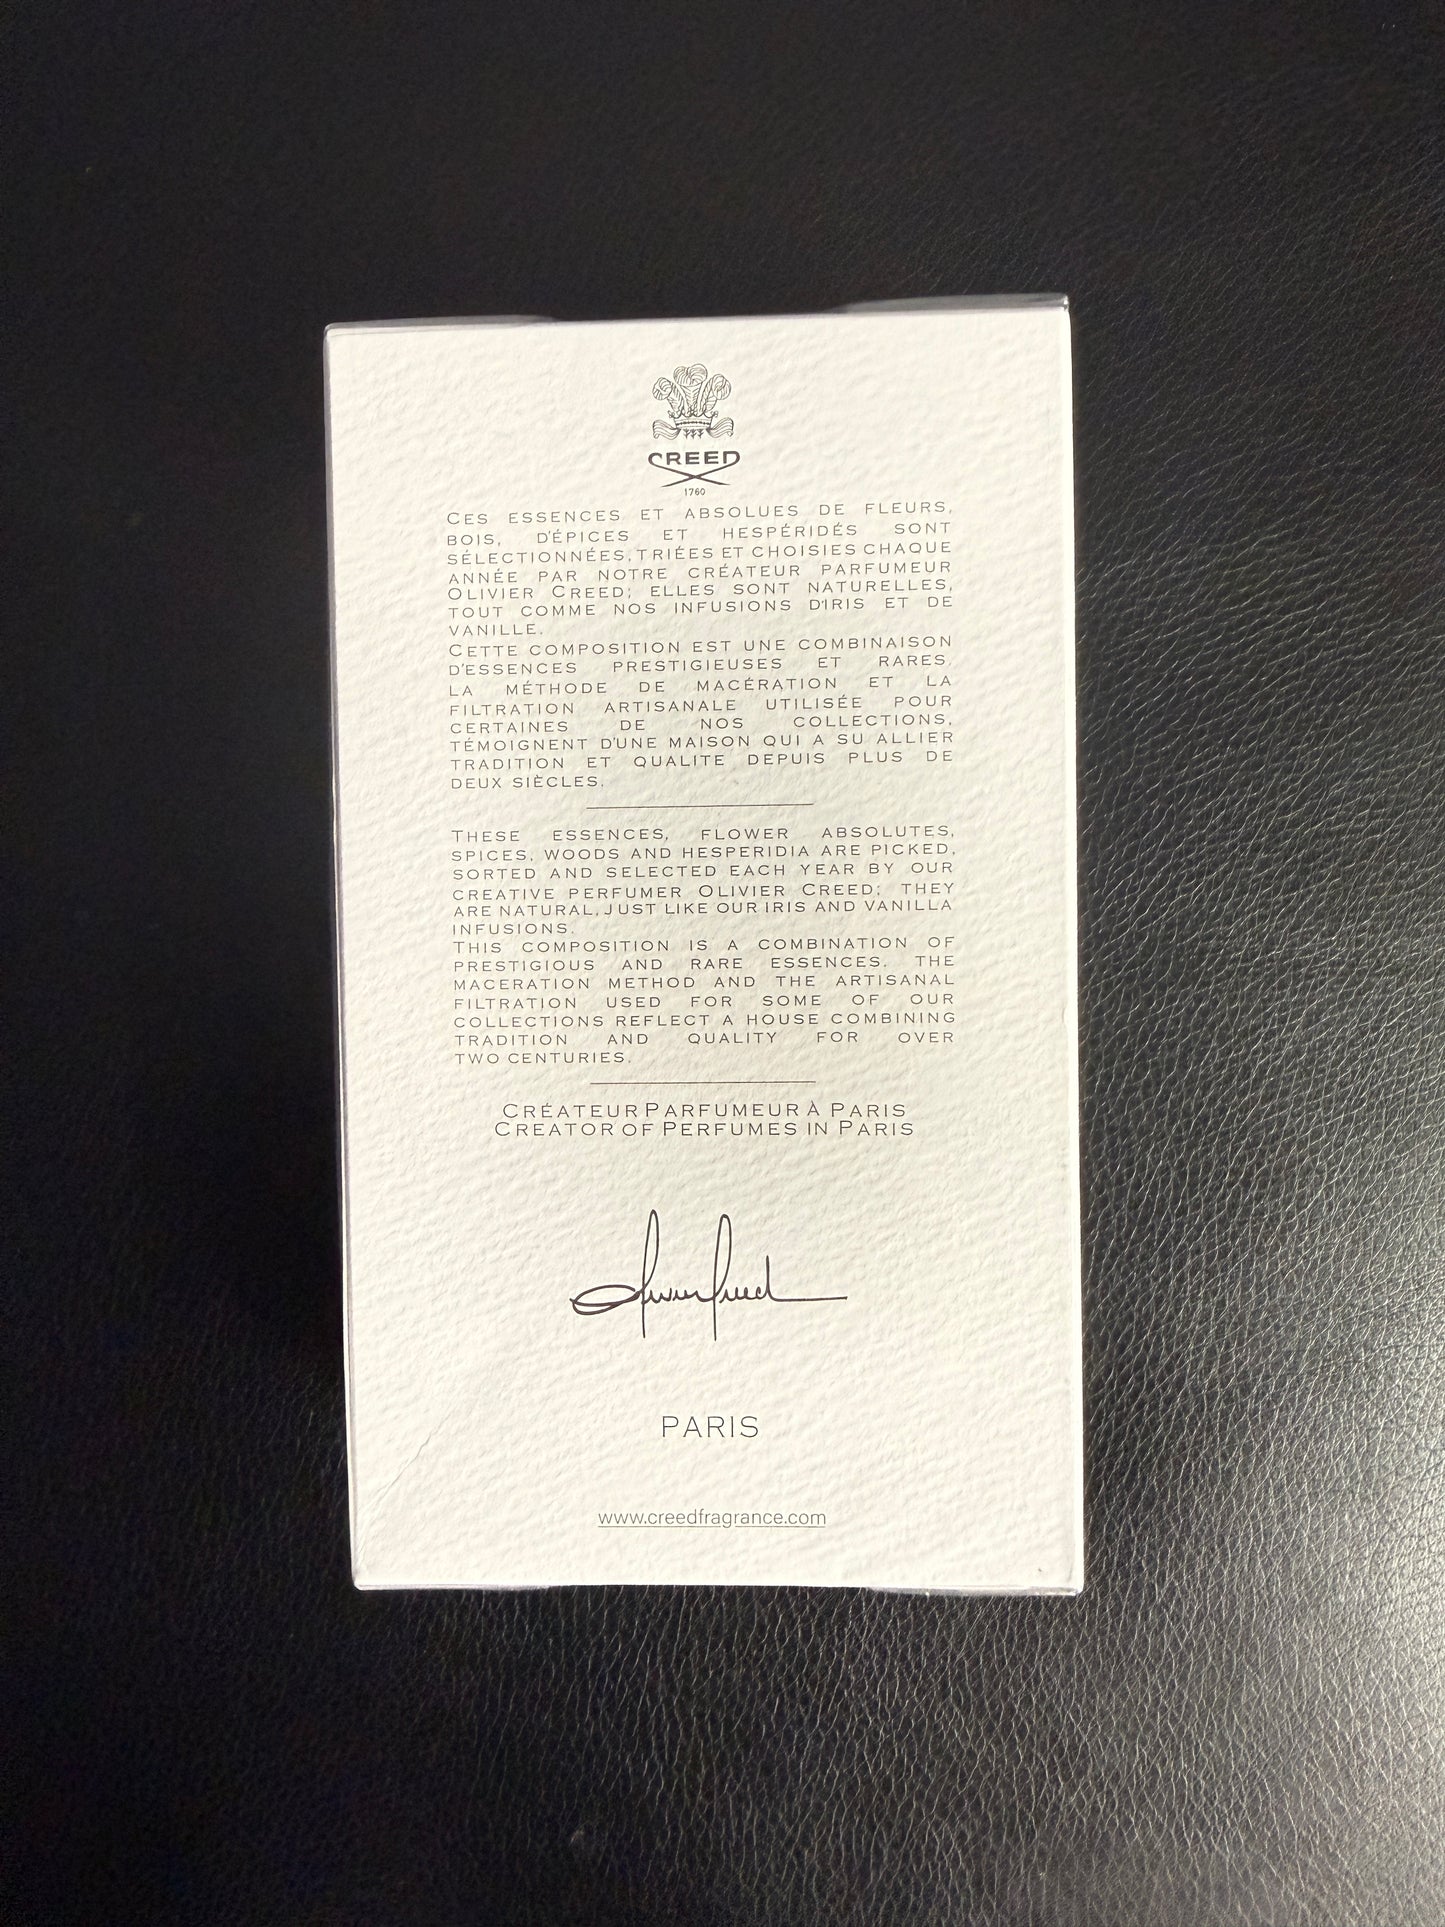 CREED
1760
CES ESSENCES ET ABSOLUES DE FLEURS,
BOIS, D'ÉPICES ET HESPÉRIDÉS SONT
SÉLECTIONNÉES, TRIÉES ET CHOISIES CHAQUE
ANNÉE PAR NOTRE CRÉATEUR PARFUMEUR
OLIVIER CREED; ELLES SONT NATURELLES,
TOUT COMME NOS INFUSIONS D'IRIS ET DE
VANILLE.
CETTE COMPOSITION EST UNE COMBINAISON
D'ESSENCES PRESTIGIEUSES ET RARES.
LA MÉTHODE DE MACÉRATION ET LA
FILTRATION ARTISANALE UTILISÉE POUR
CERTAINES DE NOS COLLECTIONS,
TÉMOIGNENT D'UNE MAISON QUI A SU ALLIER
TRADITION ET QUALITE DEPUIS PLUS DE
DEUX SIÈCLES.
THESE ESSENCES, FLOWER ABSOLUTES,
SPICES, WOODS AND HESPERIDIA ARE PICKED,
SORTED AND SELECTED EACH YEAR BY OUR
CREATIVE PERFUMER OLIVIER CREED; THEY
ARE NATURAL, JUST LIKE OUR IRIS AND VANILLA
INFUSIONS.
THIS COMPOSITION IS A COMBINATION OF
PRESTIGIOUS AND RARE ESSENCES. THE
MACERATION METHOD AND THE ARTISANAL
FILTRATION USED FOR SOME OF OUR
COLLECTIONS REFLECT A HOUSE COMBINING
TRADITION AND QUALITY FOR OVER
TWO CENTURIES.
CRÉATEUR PARFUMEUR À PARIS
CREATOR OF PERFUMES IN PARIS
Olivier Creed
PARIS
www.creedfragrance.com